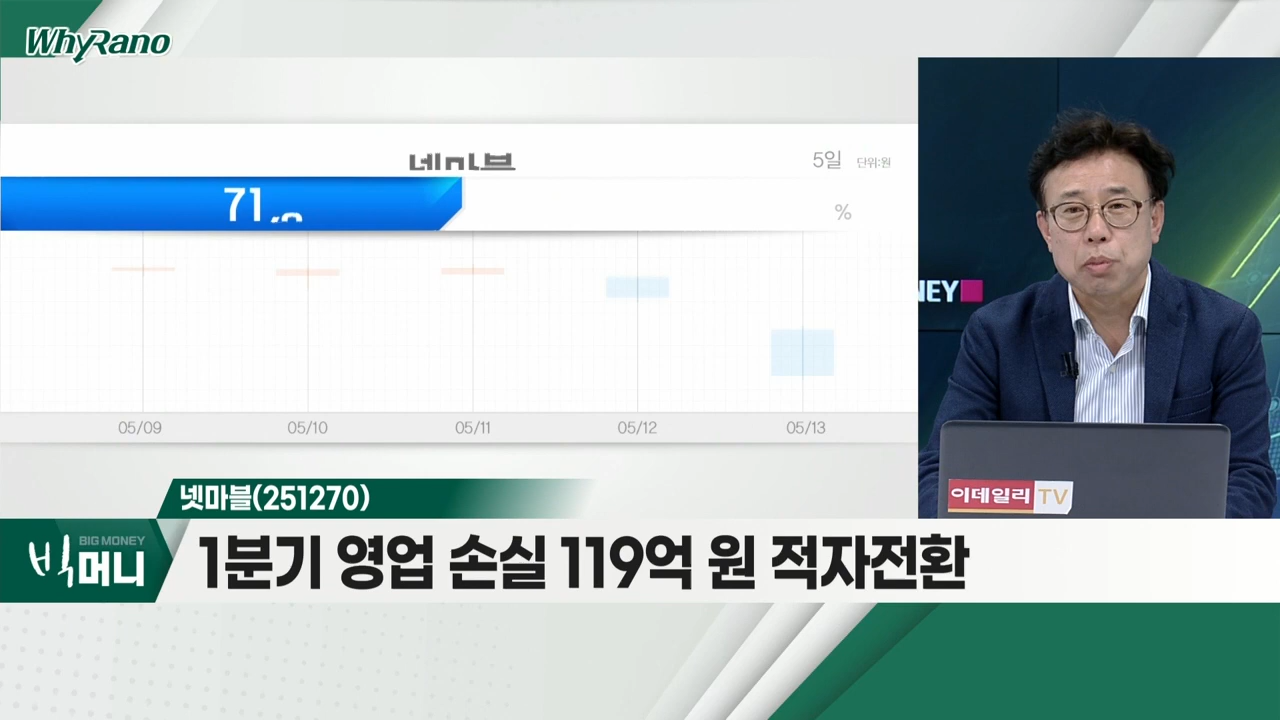 WhyRano
5일 단위:원
71
%
NEY
05/09 05/10 05/11 05/12 05/13
이데일리 TV
넷마블(251270)
BIG MONEY
빅머니
1분기 영업 손실 119억 원 적자전환